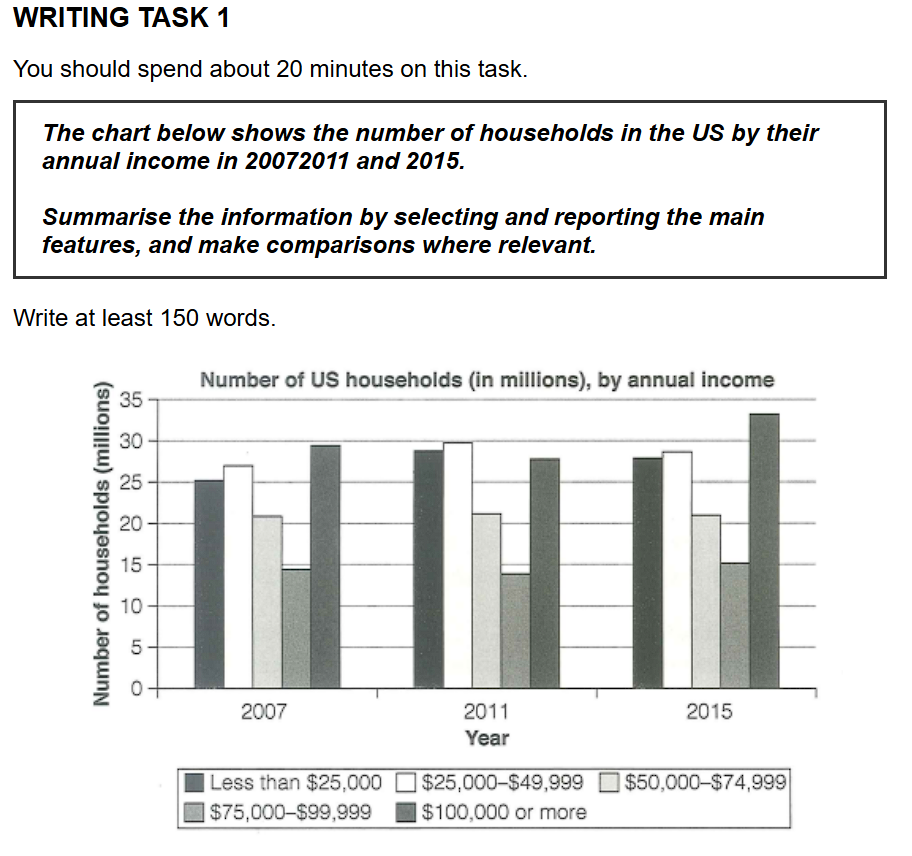 WRITING TASK 1
You should spend about 20 minutes on this task.
The chart below shows the number of households in the US by their
annual income in 20072011 and 2015.
Summarise the information by selecting and reporting the main
features, and make comparisons where relevant.
Write at least 150 words.
Number of US households (in millions), by annual income
Number of households (millions)
35
30
25
20
15
10
5
0
2007 2011 2015
Year
Less than $25,000 $25,000–$49,999 $50,000–$74,999
$75,000–$99,999 $100,000 or more